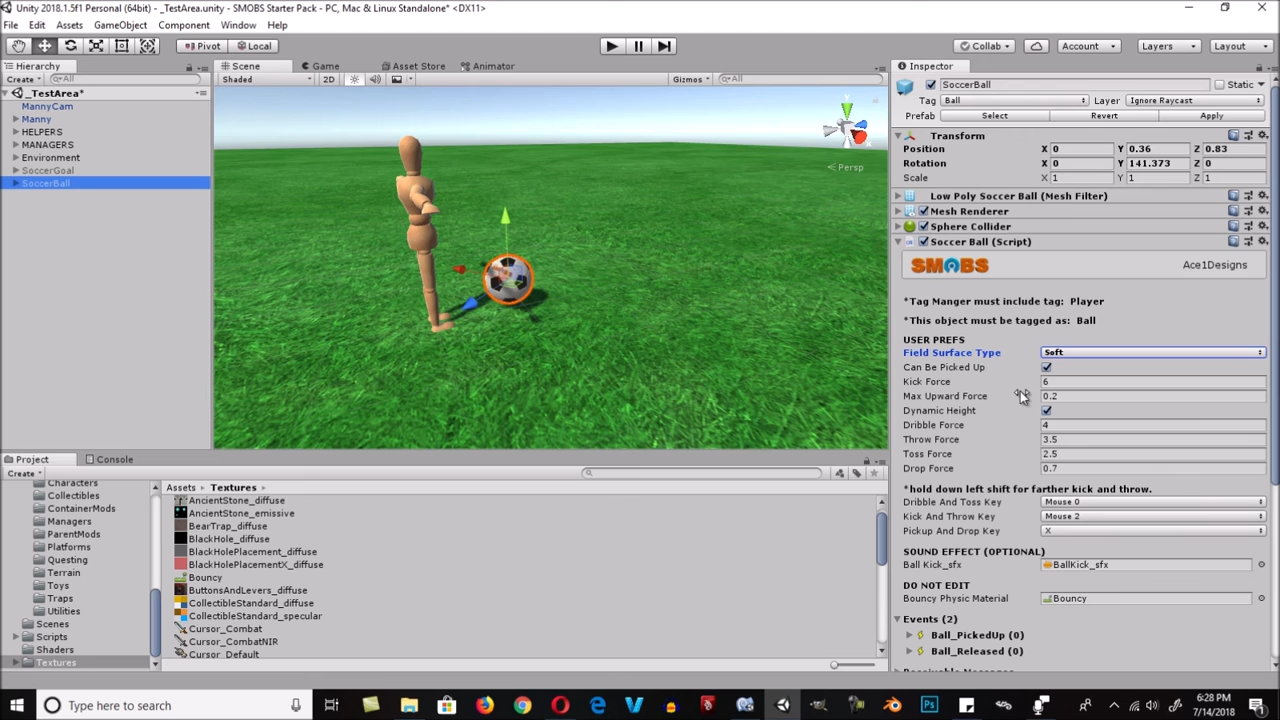 Unity 2018.1.5f1 Personal (64bit) - _TestArea.unity - SMOBS Starter Pack - PC, Mac & Linux Standalone* <DX11>
File Edit Assets GameObject Component Window Help
Pivot Local Collab Account Layers Layout
Hierarchy
Create All
_TestArea*
MannyCam
Manny
HELPERS
MANAGERS
Environment
SoccerGoal
SoccerBall
Scene Game Asset Store Animator
Shaded 2D Gizmos All
y
Persp
Inspector
SoccerBall Static
Tag Ball Layer Ignore Raycast
Prefab Select Revert Apply
Transform
Position X 0 Y 0.36 Z 0.83
Rotation X 0 Y 141.373 Z 0
Scale X 1 Y 1 Z 1
Low Poly Soccer Ball (Mesh Filter)
Mesh Renderer
Sphere Collider
Soccer Ball (Script)
SMOBS Ace1Designs
*Tag Manger must include tag: Player
*This object must be tagged as: Ball
USER PREFS
Field Surface Type Soft
Can Be Picked Up
Kick Force 6
Max Upward Force 0.2
Dynamic Height
Dribble Force 4
Throw Force 3.5
Toss Force 2.5
Drop Force 0.7
*hold down left shift for farther kick and throw.
Dribble And Toss Key Mouse 0
Kick And Throw Key Mouse 2
Pickup And Drop Key X
SOUND EFFECT (OPTIONAL)
Ball Kick_sfx BallKick_sfx
DO NOT EDIT
Bouncy Physic Material Bouncy
Events (2)
Ball_PickedUp (0)
Ball_Released (0)
Receivable Messages
Project Console
Create
Characters
Collectibles
ContainerMods
Managers
ParentMods
Platforms
Questing
Terrain
Toys
Traps
Utilities
Scenes
Scripts
Shaders
Textures
Assets Textures
AncientStone_diffuse
AncientStone_emissive
BearTrap_diffuse
BlackHole_diffuse
BlackHolePlacement_diffuse
BlackHolePlacementX_diffuse
Bouncy
ButtonsAndLevers_diffuse
CollectibleStandard_diffuse
CollectibleStandard_specular
Cursor_Combat
Cursor_CombatNIR
Cursor_Default
Type here to search
6:28 PM
7/14/2018